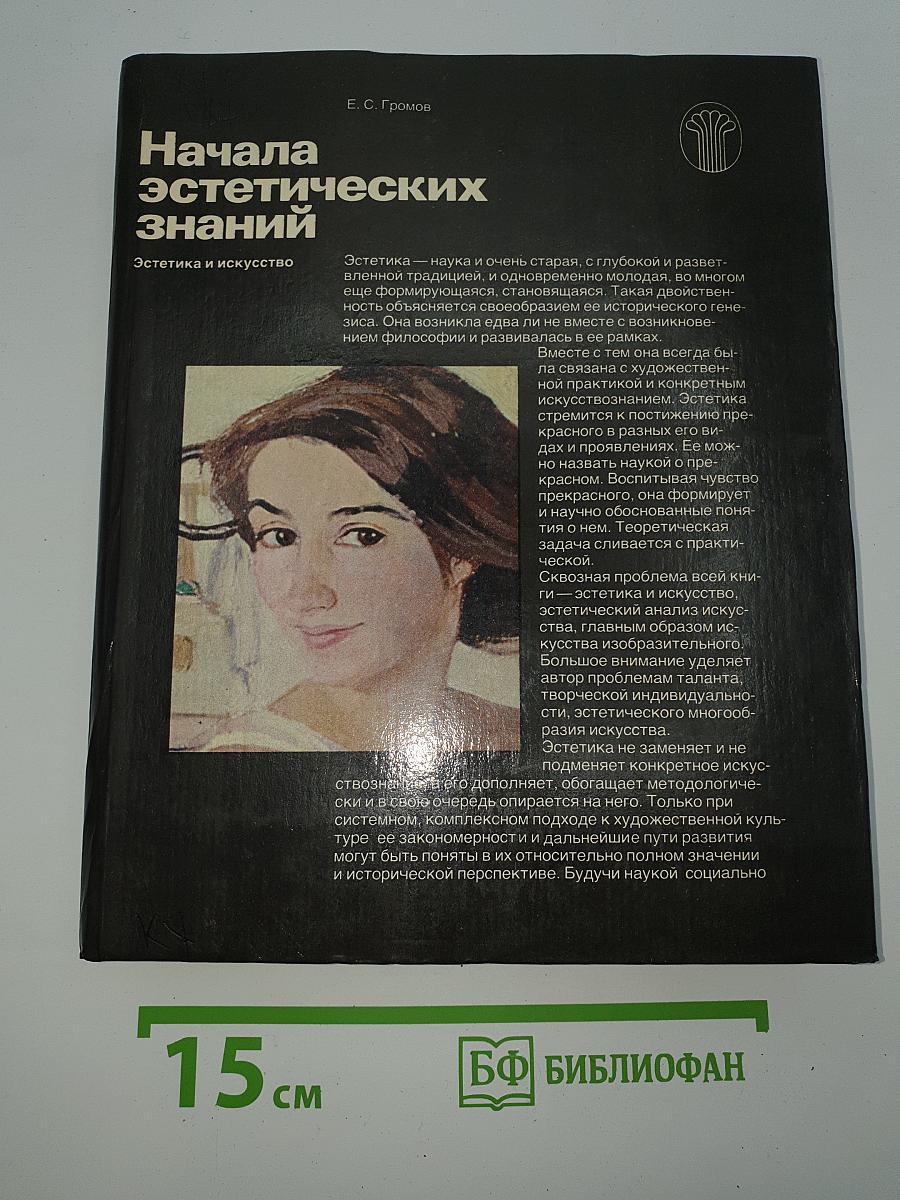 Е. С. Громов
Начала
эстетических
знаний
Эстетика и искусство
Эстетика — наука и очень старая, с глубокой и развет-
вленной традицией, и одновременно молодая, во многом
еще формирующаяся, становящаяся. Такая двойствен-
ность объясняется своеобразием ее исторического гене-
зиса. Она возникла едва ли не вместе с возникнове-
нием философии и развивалась в ее рамках.
Вместе с тем она всегда бы-
ла связана с художествен-
ной практикой и конкретным
искусствознанием. Эстетика
стремится к постижению пре-
красного в разных его ви-
дах и проявлениях. Ее мож-
но назвать наукой о пре-
красном. Воспитывая чувство
прекрасного, она формирует
и научно обоснованные поня-
тия о нем. Теоретическая
задача сливается с практи-
ческой.
Сквозная проблема всей кни-
ги — эстетика и искусство,
эстетический анализ искус-
ства, главным образом ис-
кусства изобразительного.
Большое внимание уделяет
автор проблемам таланта,
творческой индивидуально-
сти, эстетического многооб-
разия искусства.
Эстетика не заменяет и не
подменяет конкретное искус-
его дополняет, обогащает методологиче-
ски и в свою очередь опирается на него. Только при
системном, комплексном подходе к художественной куль-
туре ее закономерности и дальнейшие пути развития
могут быть поняты в их относительно полном значении
и исторической перспективе. Будучи наукой социально
15 см
БФ БИБЛИОФАН